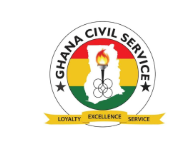 GHANA CIVIL SERVICE
LOYALTY EXCELLENCE SERVICE